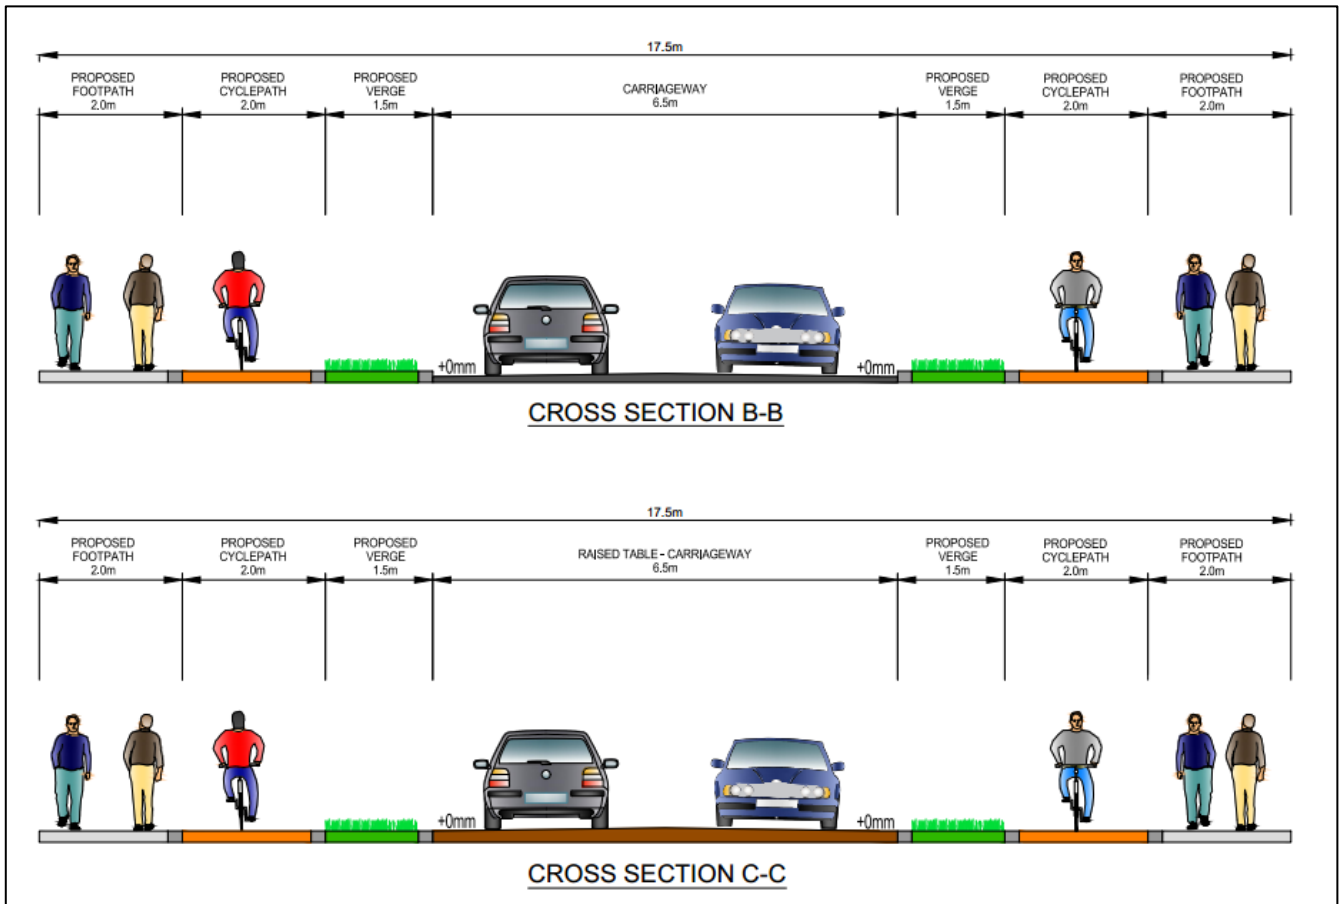 17.5m
PROPOSED
FOOTPATH
2.0m
PROPOSED
CYCLEPATH
2.0m
PROPOSED
VERGE
1.5m
CARRIAGEWAY
6.5m
PROPOSED
VERGE
1.5m
PROPOSED
CYCLEPATH
2.0m
PROPOSED
FOOTPATH
2.0m
+0mm
+0mm
CROSS SECTION B-B
17.5m
PROPOSED
FOOTPATH
2.0m
PROPOSED
CYCLEPATH
2.0m
PROPOSED
VERGE
1.5m
RAISED TABLE - CARRIAGEWAY
6.5m
PROPOSED
VERGE
1.5m
PROPOSED
CYCLEPATH
2.0m
PROPOSED
FOOTPATH
2.0m
+0mm
+0mm
CROSS SECTION C-C